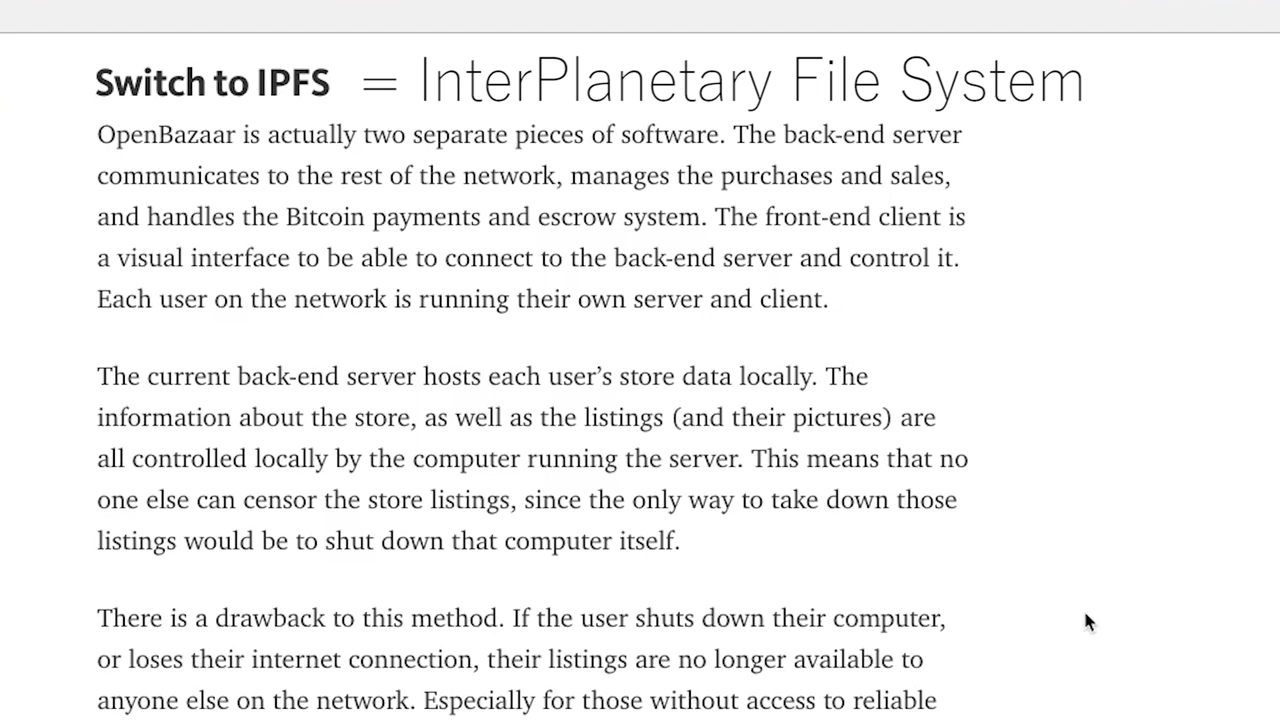 Switch to IPFS = InterPlanetary File System
OpenBazaar is actually two separate pieces of software. The back-end server
communicates to the rest of the network, manages the purchases and sales,
and handles the Bitcoin payments and escrow system. The front-end client is
a visual interface to be able to connect to the back-end server and control it.
Each user on the network is running their own server and client.
The current back-end server hosts each user’s store data locally. The
information about the store, as well as the listings (and their pictures) are
all controlled locally by the computer running the server. This means that no
one else can censor the store listings, since the only way to take down those
listings would be to shut down that computer itself.
There is a drawback to this method. If the user shuts down their computer,
or loses their internet connection, their listings are no longer available to
anyone else on the network. Especially for those without access to reliable